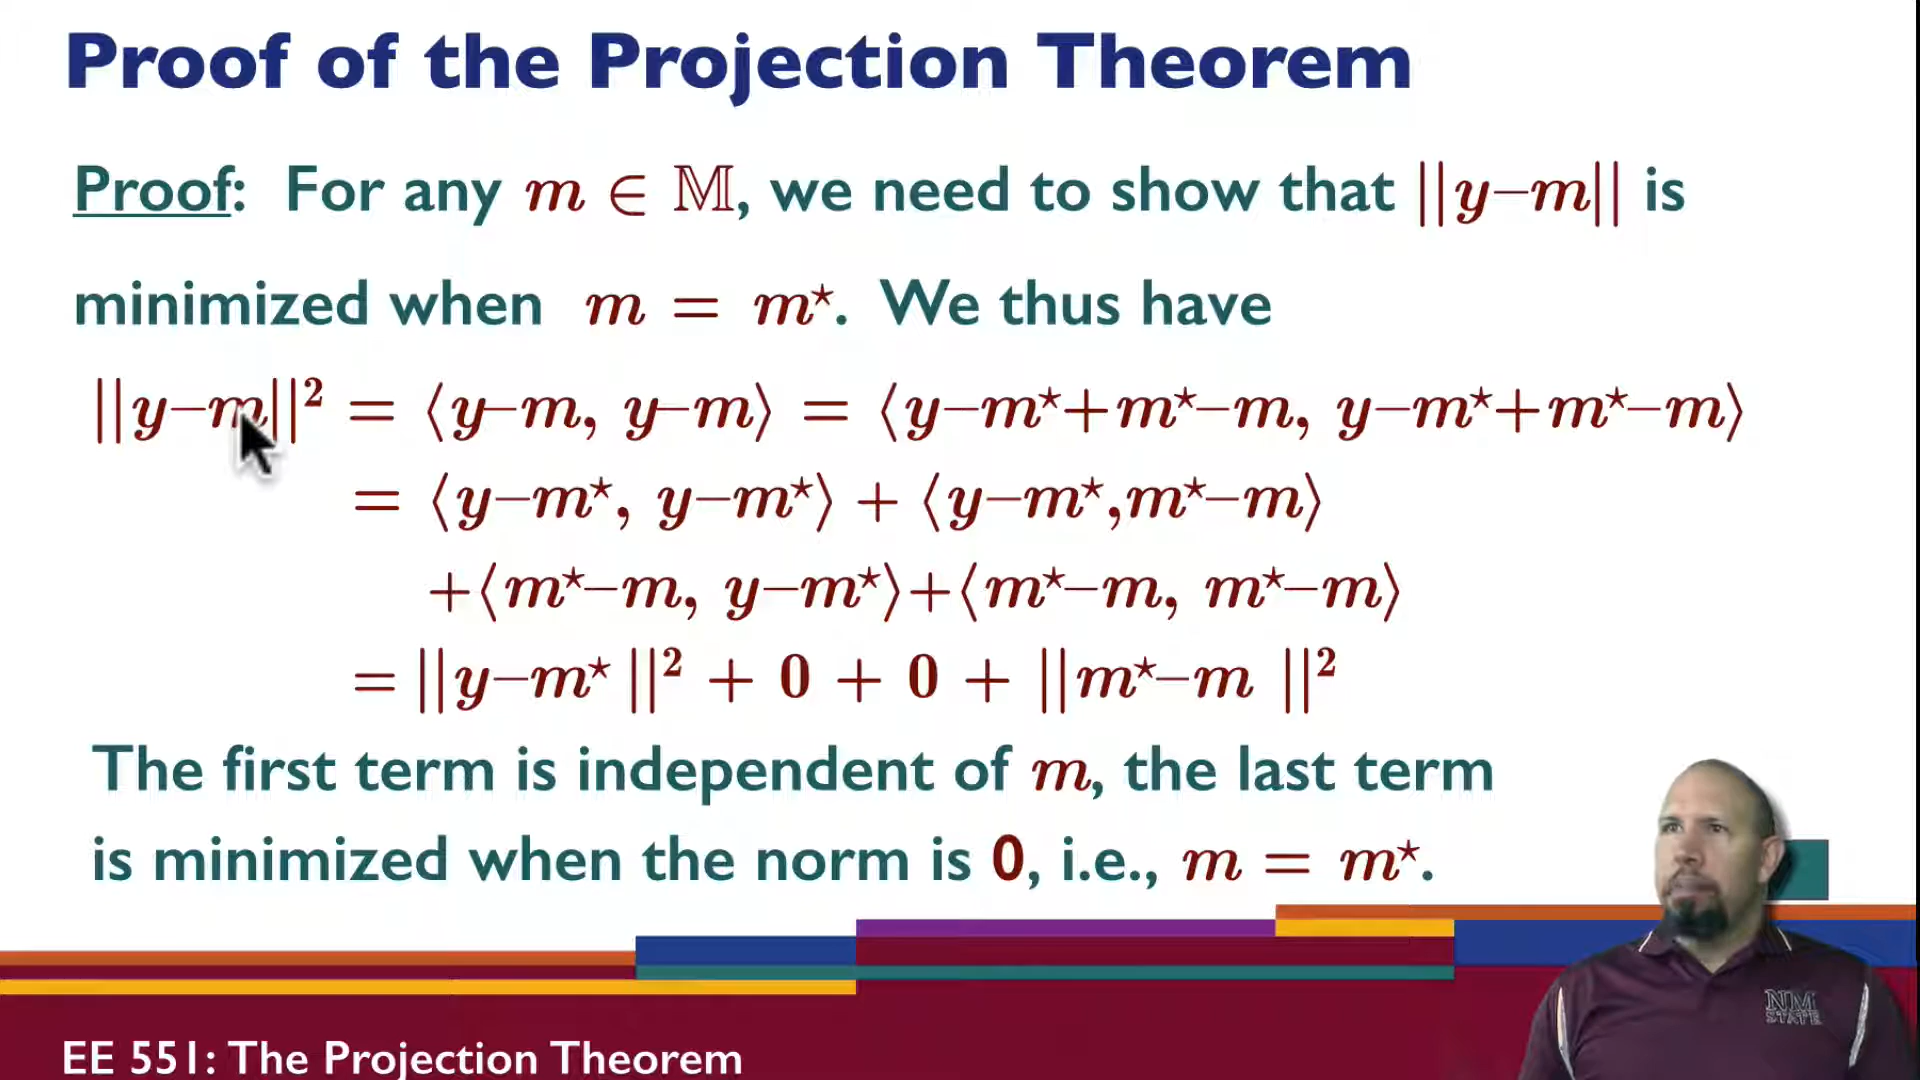 Proof of the Projection Theorem
Proof: For any m ∈ 𝕄, we need to show that ||y–m|| is
minimized when m = m⋆. We thus have
||y–m||² = ⟨y–m, y–m⟩ = ⟨y–m⋆+m⋆–m, y–m⋆+m⋆–m⟩
= ⟨y–m⋆, y–m⋆⟩ + ⟨y–m⋆,m⋆–m⟩
+⟨m⋆–m, y–m⋆⟩+⟨m⋆–m, m⋆–m⟩
= ||y–m⋆ ||² + 0 + 0 + ||m⋆–m ||²
The first term is independent of m, the last term
is minimized when the norm is 0, i.e., m = m⋆.
NM
STATE
EE 551: The Projection Theorem